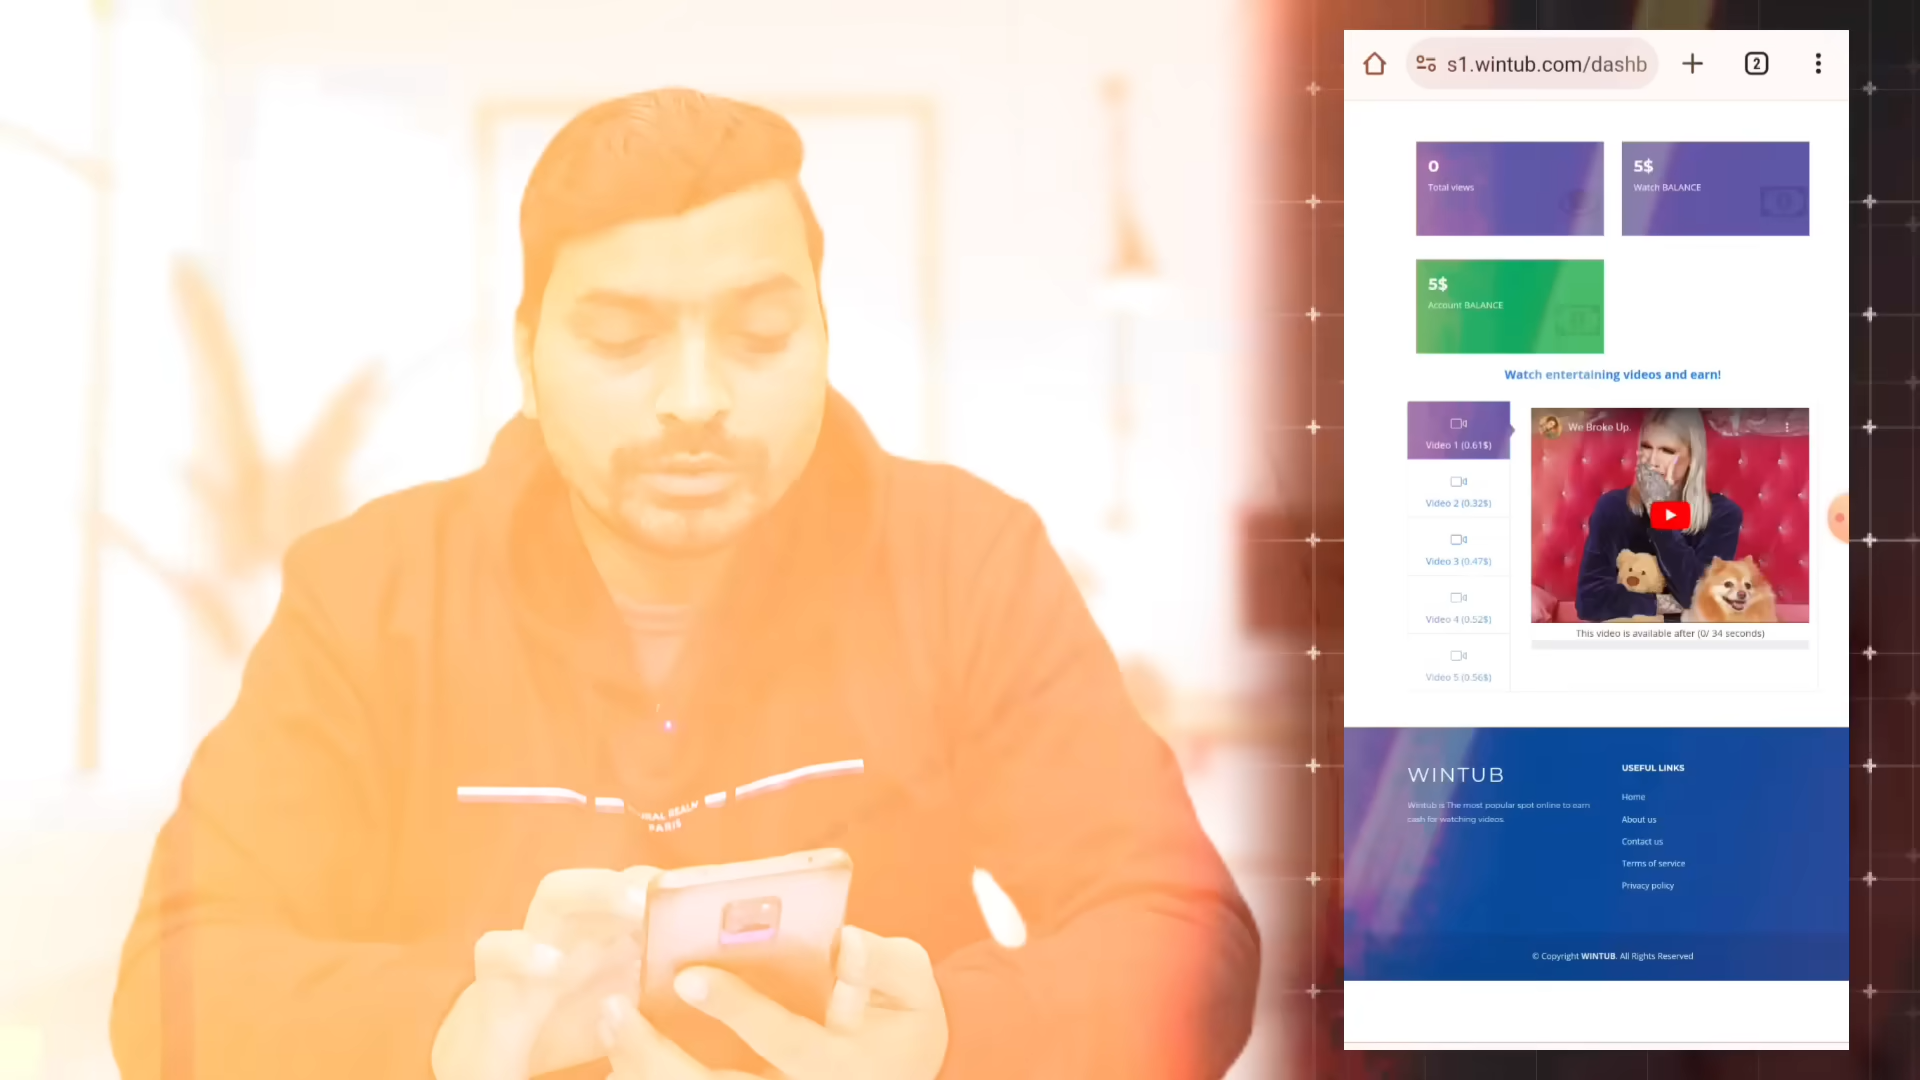 s1.wintub.com/dashb
2
0
Total views
5$
Watch BALANCE
5$
Account BALANCE
Watch entertaining videos and earn!
Video 1 (0.61$)
Video 2 (0.32$)
Video 3 (0.47$)
Video 4 (0.52$)
Video 5 (0.56$)
We Broke Up.
This video is available after (0/ 34 seconds)
WINTUB
Wintub is The most popular spot online to earn
cash for watching videos.
USEFUL LINKS
Home
About us
Contact us
Terms of service
Privacy policy
© Copyright WINTUB. All Rights Reserved
PARIS